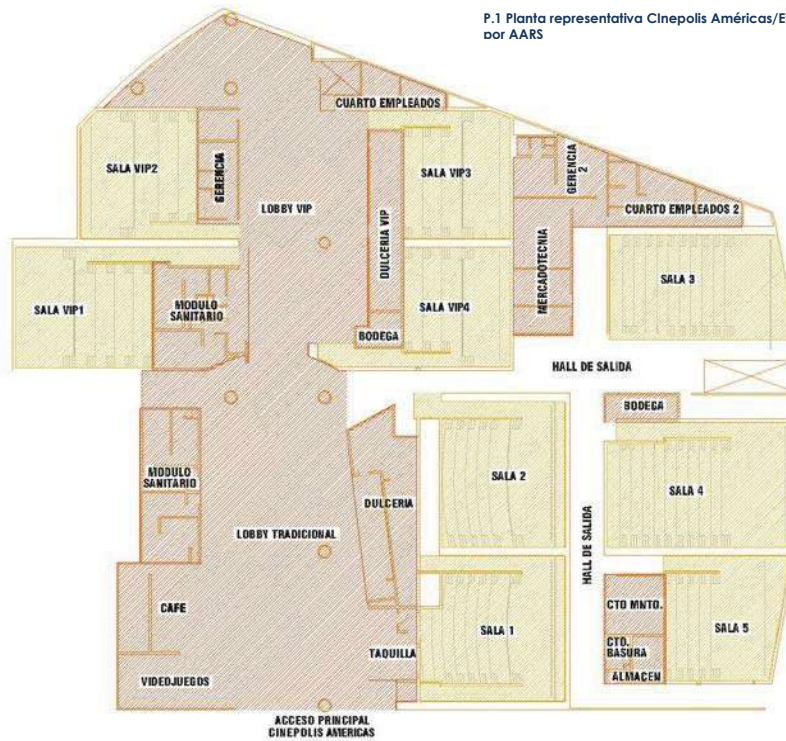 P.1 Planta representativa CInepolis Américas/E
por AARS
CUARTO EMPLEADOS
SALA VIP2
GERENCIA
SALA VIP3
GERENCIA
2
LOBBY VIP
CUARTO EMPLEADOS 2
DULCERIA VIP
SALA 3
MERCADOTECNIA
SALA VIP1
MODULO
SANITARIO
SALA VIP4
BODEGA
HALL DE SALIDA
BODEGA
MODULO
SANITARIO
SALA 2
SALA 4
DULCERIA
LOBBY TRADICIONAL
HALL DE SALIDA
CAFE
CTO MNTO.
SALA 1
SALA 5
CTO.
BASURA
TAQUILLA
VIDEOJUEGOS
ALMACEN
ACCESO PRINCIPAL
CINEPOLIS AMERICAS